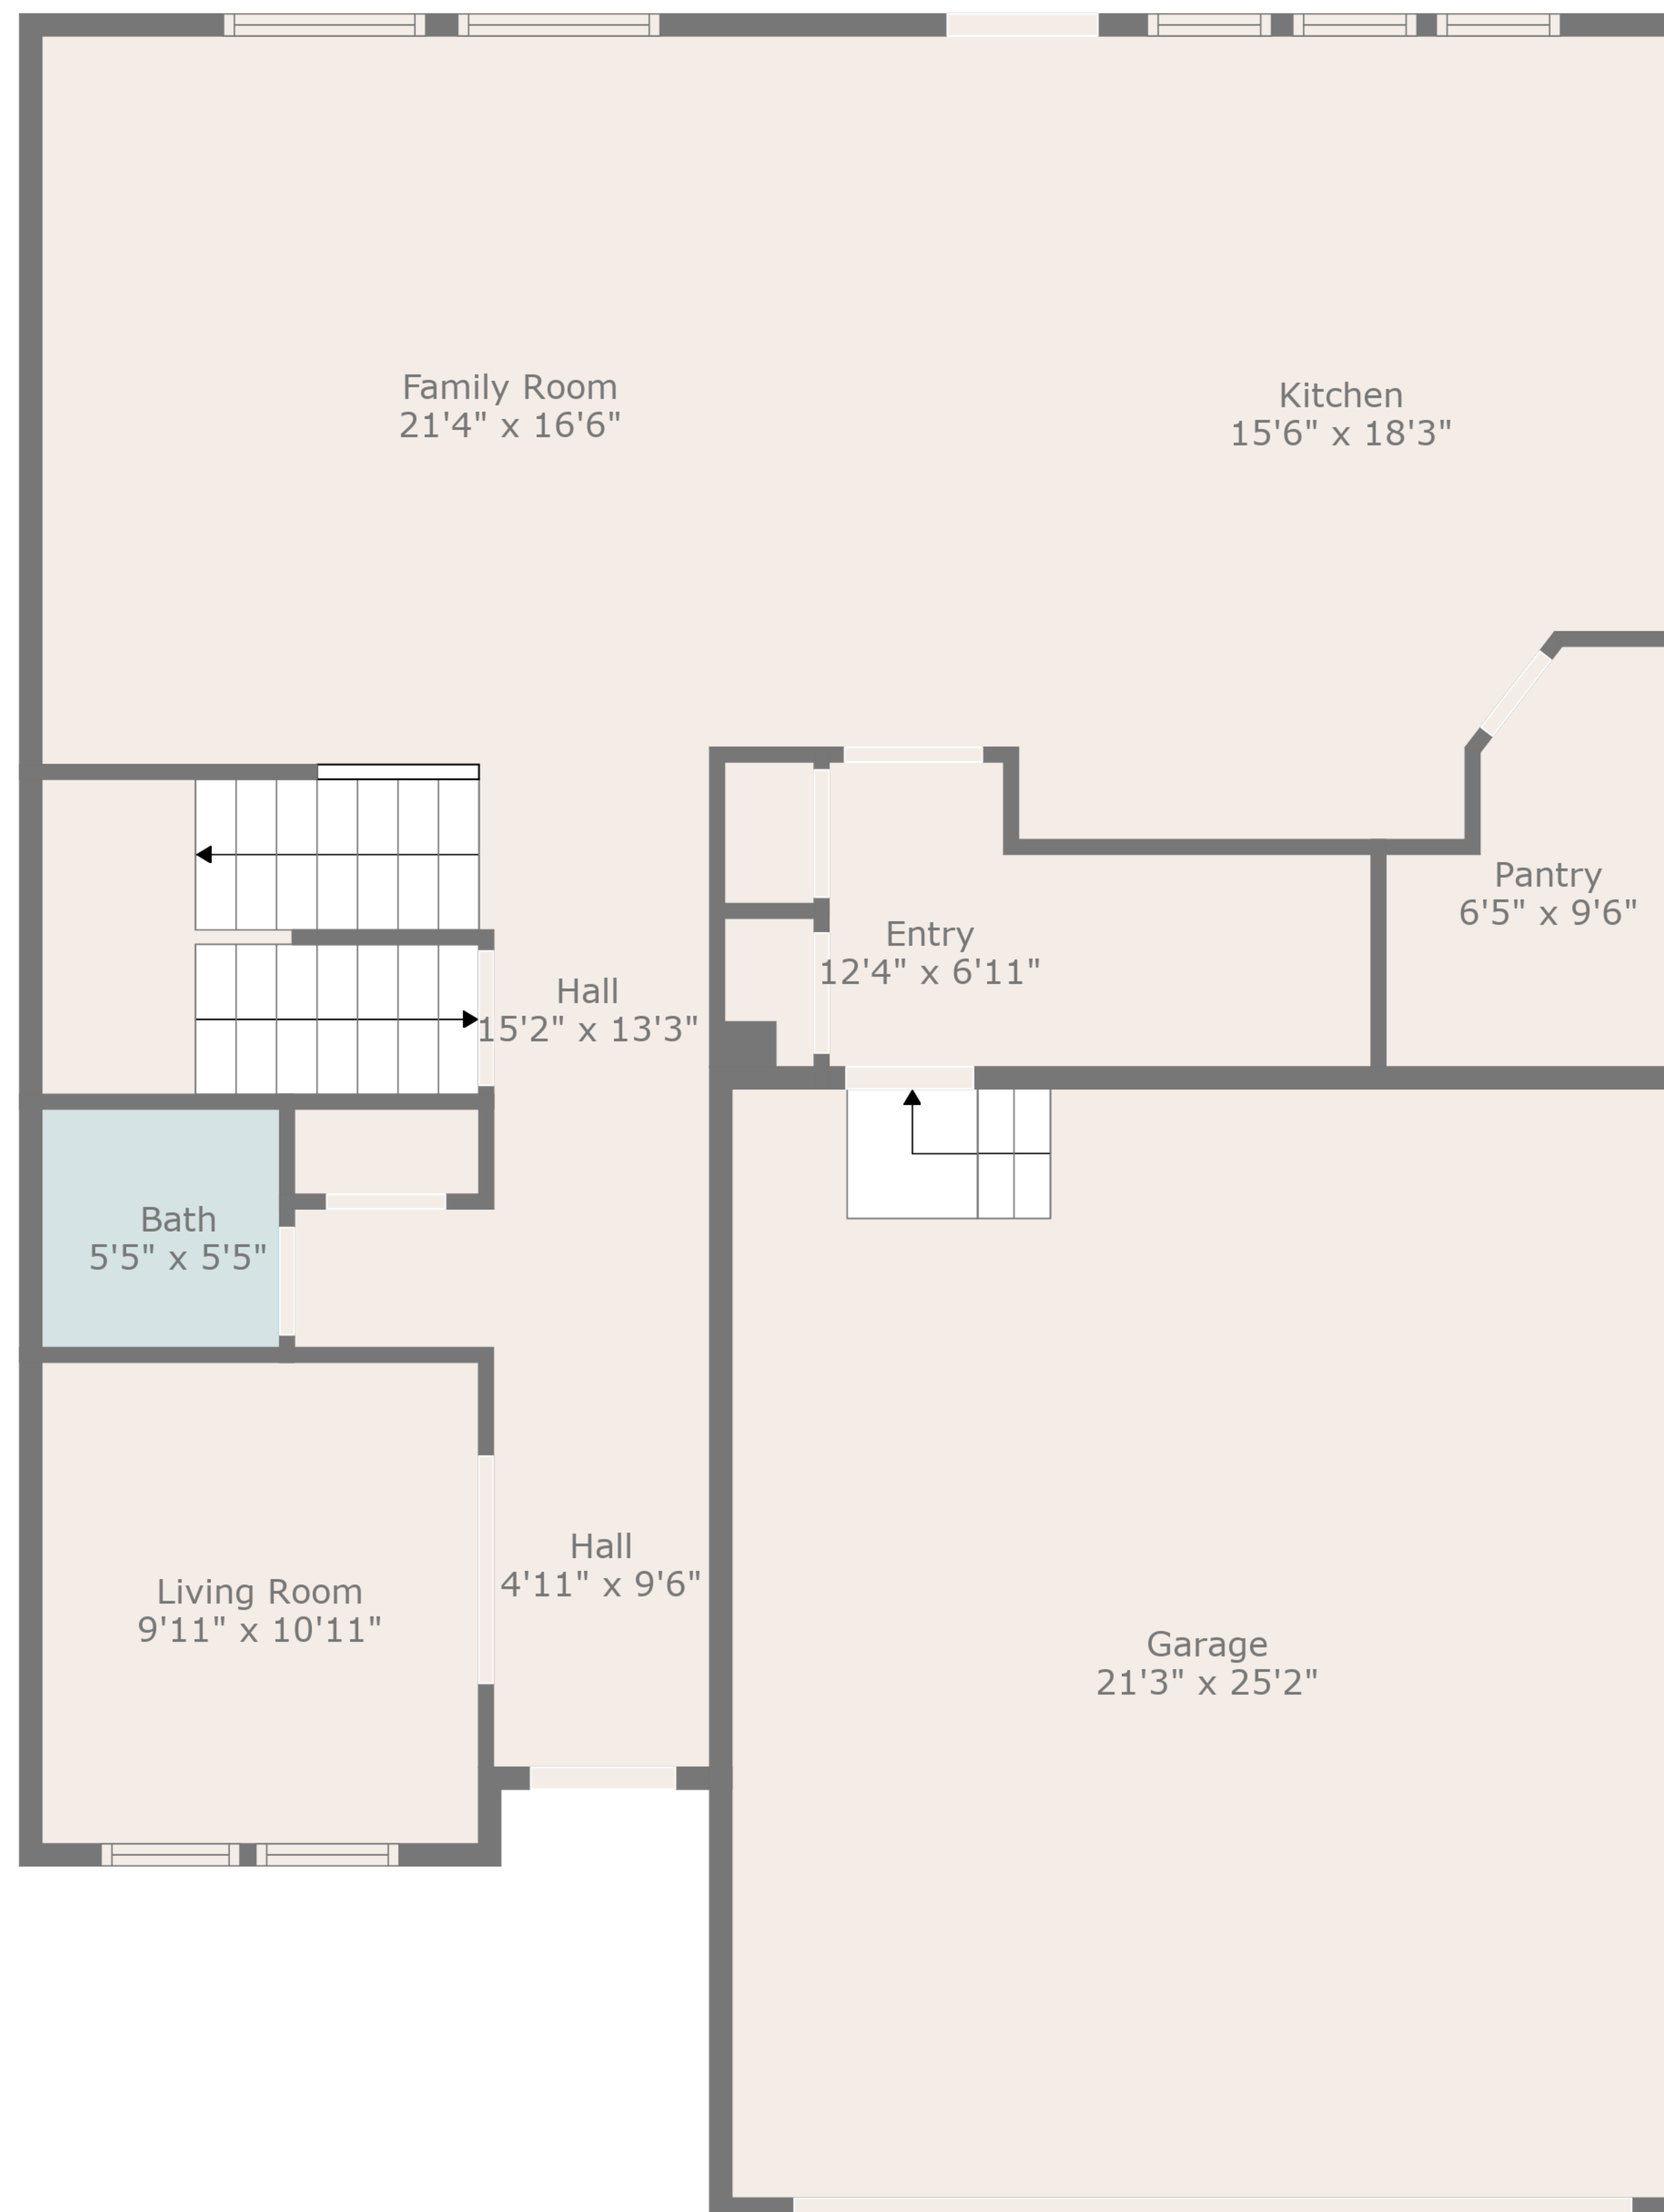 Family Room
21'4" x 16'6"
Kitchen
15'6" x 18'3"
Pantry
6'5" x 9'6"
Entry
12'4" x 6'11"
Hall
15'2" x 13'3"
Bath
5'5" x 5'5"
Hall
4'11" x 9'6"
Living Room
9'11" x 10'11"
Garage
21'3" x 25'2"